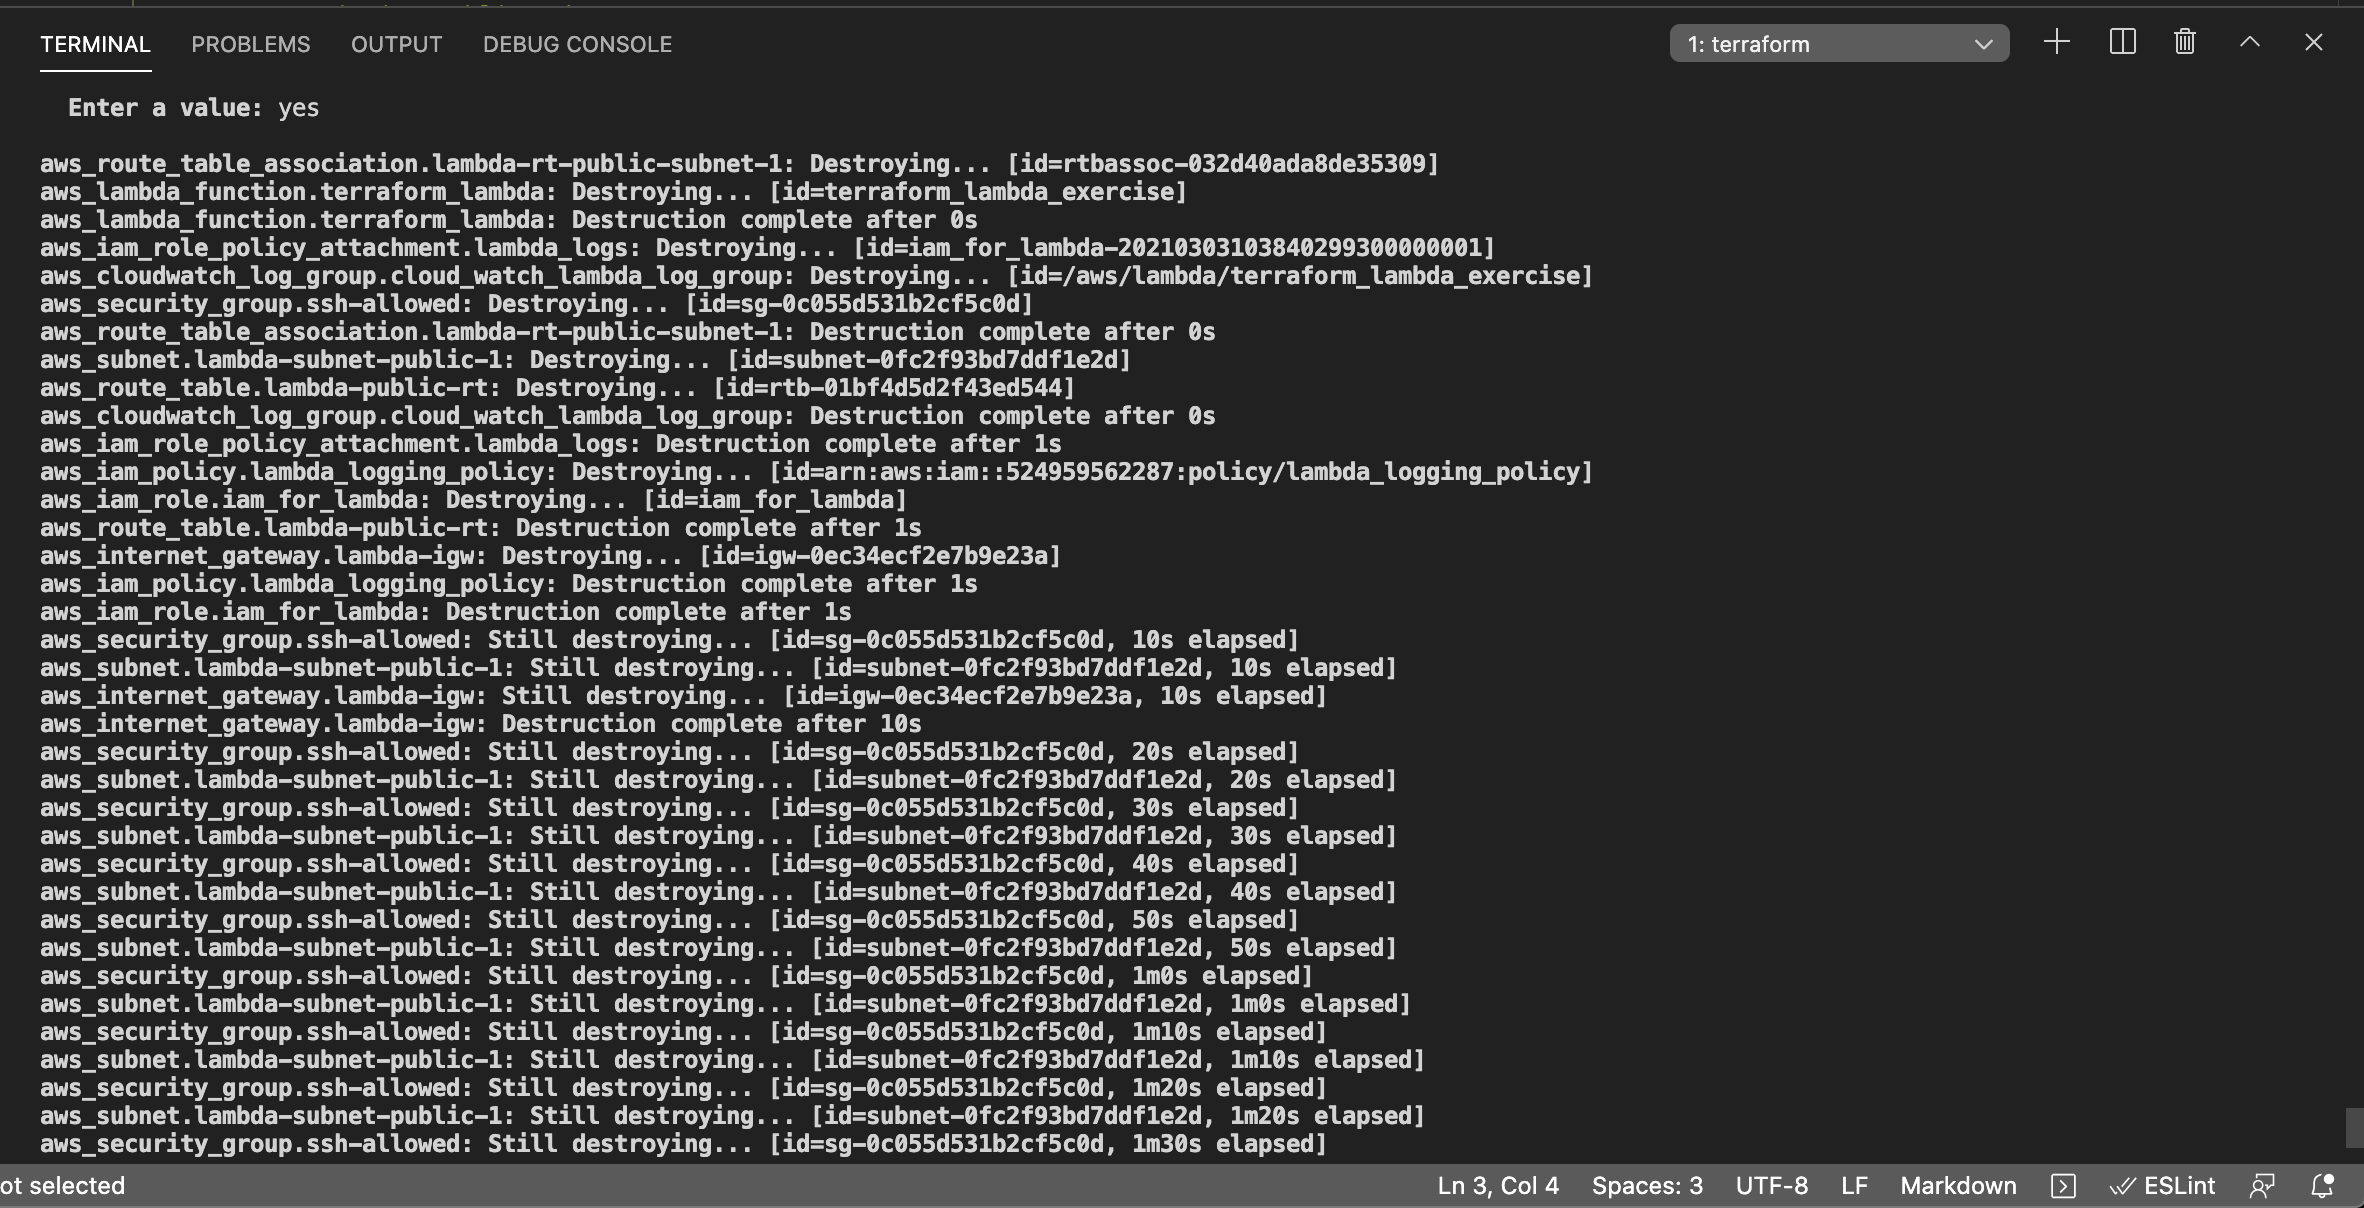 TERMINAL PROBLEMS OUTPUT DEBUG CONSOLE 1: terraform
Enter a value: yes
aws_route_table_association.lambda-rt-public-subnet-1: Destroying... [id=rtbassoc-032d40ada8de35309]
aws_lambda_function.terraform_lambda: Destroying... [id=terraform_lambda_exercise]
aws_lambda_function.terraform_lambda: Destruction complete after 0s
aws_iam_role_policy_attachment.lambda_logs: Destroying... [id=iam_for_lambda-20210303103840299300000001]
aws_cloudwatch_log_group.cloud_watch_lambda_log_group: Destroying... [id=/aws/lambda/terraform_lambda_exercise]
aws_security_group.ssh-allowed: Destroying... [id=sg-0c055d531b2cf5c0d]
aws_route_table_association.lambda-rt-public-subnet-1: Destruction complete after 0s
aws_subnet.lambda-subnet-public-1: Destroying... [id=subnet-0fc2f93bd7ddf1e2d]
aws_route_table.lambda-public-rt: Destroying... [id=rtb-01bf4d5d2f43ed544]
aws_cloudwatch_log_group.cloud_watch_lambda_log_group: Destruction complete after 0s
aws_iam_role_policy_attachment.lambda_logs: Destruction complete after 1s
aws_iam_policy.lambda_logging_policy: Destroying... [id=arn:aws:iam::524959562287:policy/lambda_logging_policy]
aws_iam_role.iam_for_lambda: Destroying... [id=iam_for_lambda]
aws_route_table.lambda-public-rt: Destruction complete after 1s
aws_internet_gateway.lambda-igw: Destroying... [id=igw-0ec34ecf2e7b9e23a]
aws_iam_policy.lambda_logging_policy: Destruction complete after 1s
aws_iam_role.iam_for_lambda: Destruction complete after 1s
aws_security_group.ssh-allowed: Still destroying... [id=sg-0c055d531b2cf5c0d, 10s elapsed]
aws_subnet.lambda-subnet-public-1: Still destroying... [id=subnet-0fc2f93bd7ddf1e2d, 10s elapsed]
aws_internet_gateway.lambda-igw: Still destroying... [id=igw-0ec34ecf2e7b9e23a, 10s elapsed]
aws_internet_gateway.lambda-igw: Destruction complete after 10s
aws_security_group.ssh-allowed: Still destroying... [id=sg-0c055d531b2cf5c0d, 20s elapsed]
aws_subnet.lambda-subnet-public-1: Still destroying... [id=subnet-0fc2f93bd7ddf1e2d, 20s elapsed]
aws_security_group.ssh-allowed: Still destroying... [id=sg-0c055d531b2cf5c0d, 30s elapsed]
aws_subnet.lambda-subnet-public-1: Still destroying... [id=subnet-0fc2f93bd7ddf1e2d, 30s elapsed]
aws_security_group.ssh-allowed: Still destroying... [id=sg-0c055d531b2cf5c0d, 40s elapsed]
aws_subnet.lambda-subnet-public-1: Still destroying... [id=subnet-0fc2f93bd7ddf1e2d, 40s elapsed]
aws_security_group.ssh-allowed: Still destroying... [id=sg-0c055d531b2cf5c0d, 50s elapsed]
aws_subnet.lambda-subnet-public-1: Still destroying... [id=subnet-0fc2f93bd7ddf1e2d, 50s elapsed]
aws_security_group.ssh-allowed: Still destroying... [id=sg-0c055d531b2cf5c0d, 1m0s elapsed]
aws_subnet.lambda-subnet-public-1: Still destroying... [id=subnet-0fc2f93bd7ddf1e2d, 1m0s elapsed]
aws_security_group.ssh-allowed: Still destroying... [id=sg-0c055d531b2cf5c0d, 1m10s elapsed]
aws_subnet.lambda-subnet-public-1: Still destroying... [id=subnet-0fc2f93bd7ddf1e2d, 1m10s elapsed]
aws_security_group.ssh-allowed: Still destroying... [id=sg-0c055d531b2cf5c0d, 1m20s elapsed]
aws_subnet.lambda-subnet-public-1: Still destroying... [id=subnet-0fc2f93bd7ddf1e2d, 1m20s elapsed]
aws_security_group.ssh-allowed: Still destroying... [id=sg-0c055d531b2cf5c0d, 1m30s elapsed]
ot selected Ln 3, Col 4 Spaces: 3 UTF-8 LF Markdown ESLint